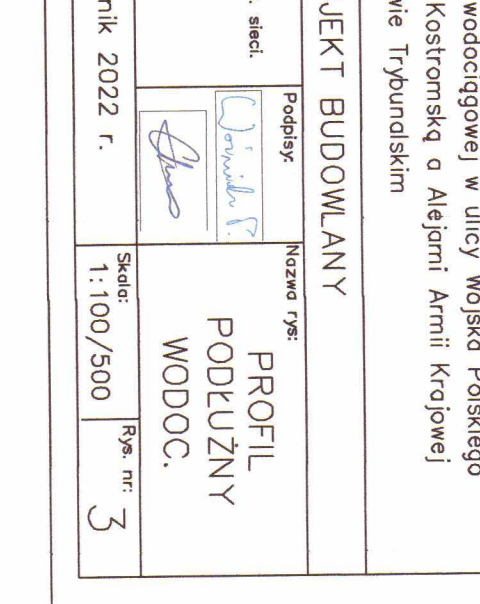 wodociągowej w ulicy Wojska Polskiego
Kostromską a Alejami Armii Krajowej
wie Trybunalskim
JEKT BUDOWLANY
. sieci.
Podpisy:
Nazwa rys:
PROFIL
PODŁUŻNY
WODOC.
nik 2022 r.
Skala:
1:100/500
Rys. nr:
3